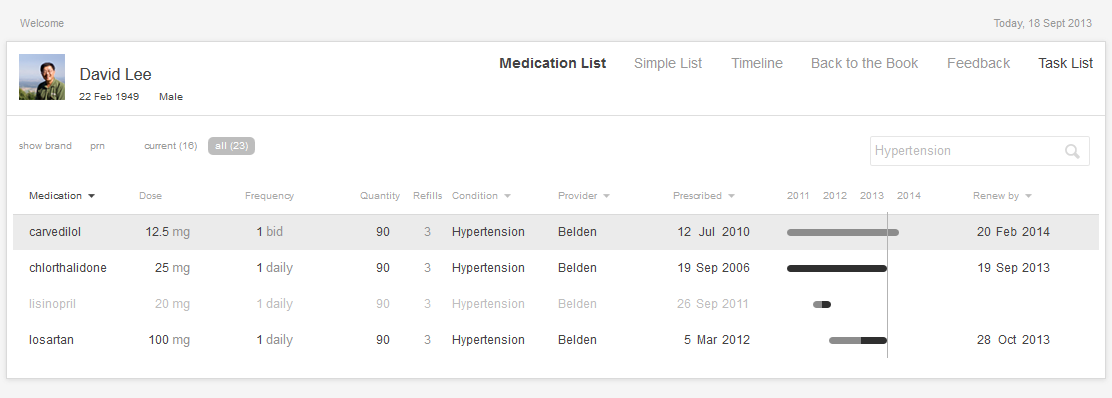 Welcome Today, 18 Sept 2013
David Lee
22 Feb 1949 Male
Medication List Simple List Timeline Back to the Book Feedback Task List
show brand prn current (16) all (23) Hypertension
Medication Dose Frequency Quantity Refills Condition Provider Prescribed 2011 2012 2013 2014 Renew by
carvedilol 12.5 mg 1 bid 90 3 Hypertension Belden 12 Jul 2010 20 Feb 2014
chlorthalidone 25 mg 1 daily 90 3 Hypertension Belden 19 Sep 2006 19 Sep 2013
lisinopril 20 mg 1 daily 90 3 Hypertension Belden 26 Sep 2011
losartan 100 mg 1 daily 90 3 Hypertension Belden 5 Mar 2012 28 Oct 2013